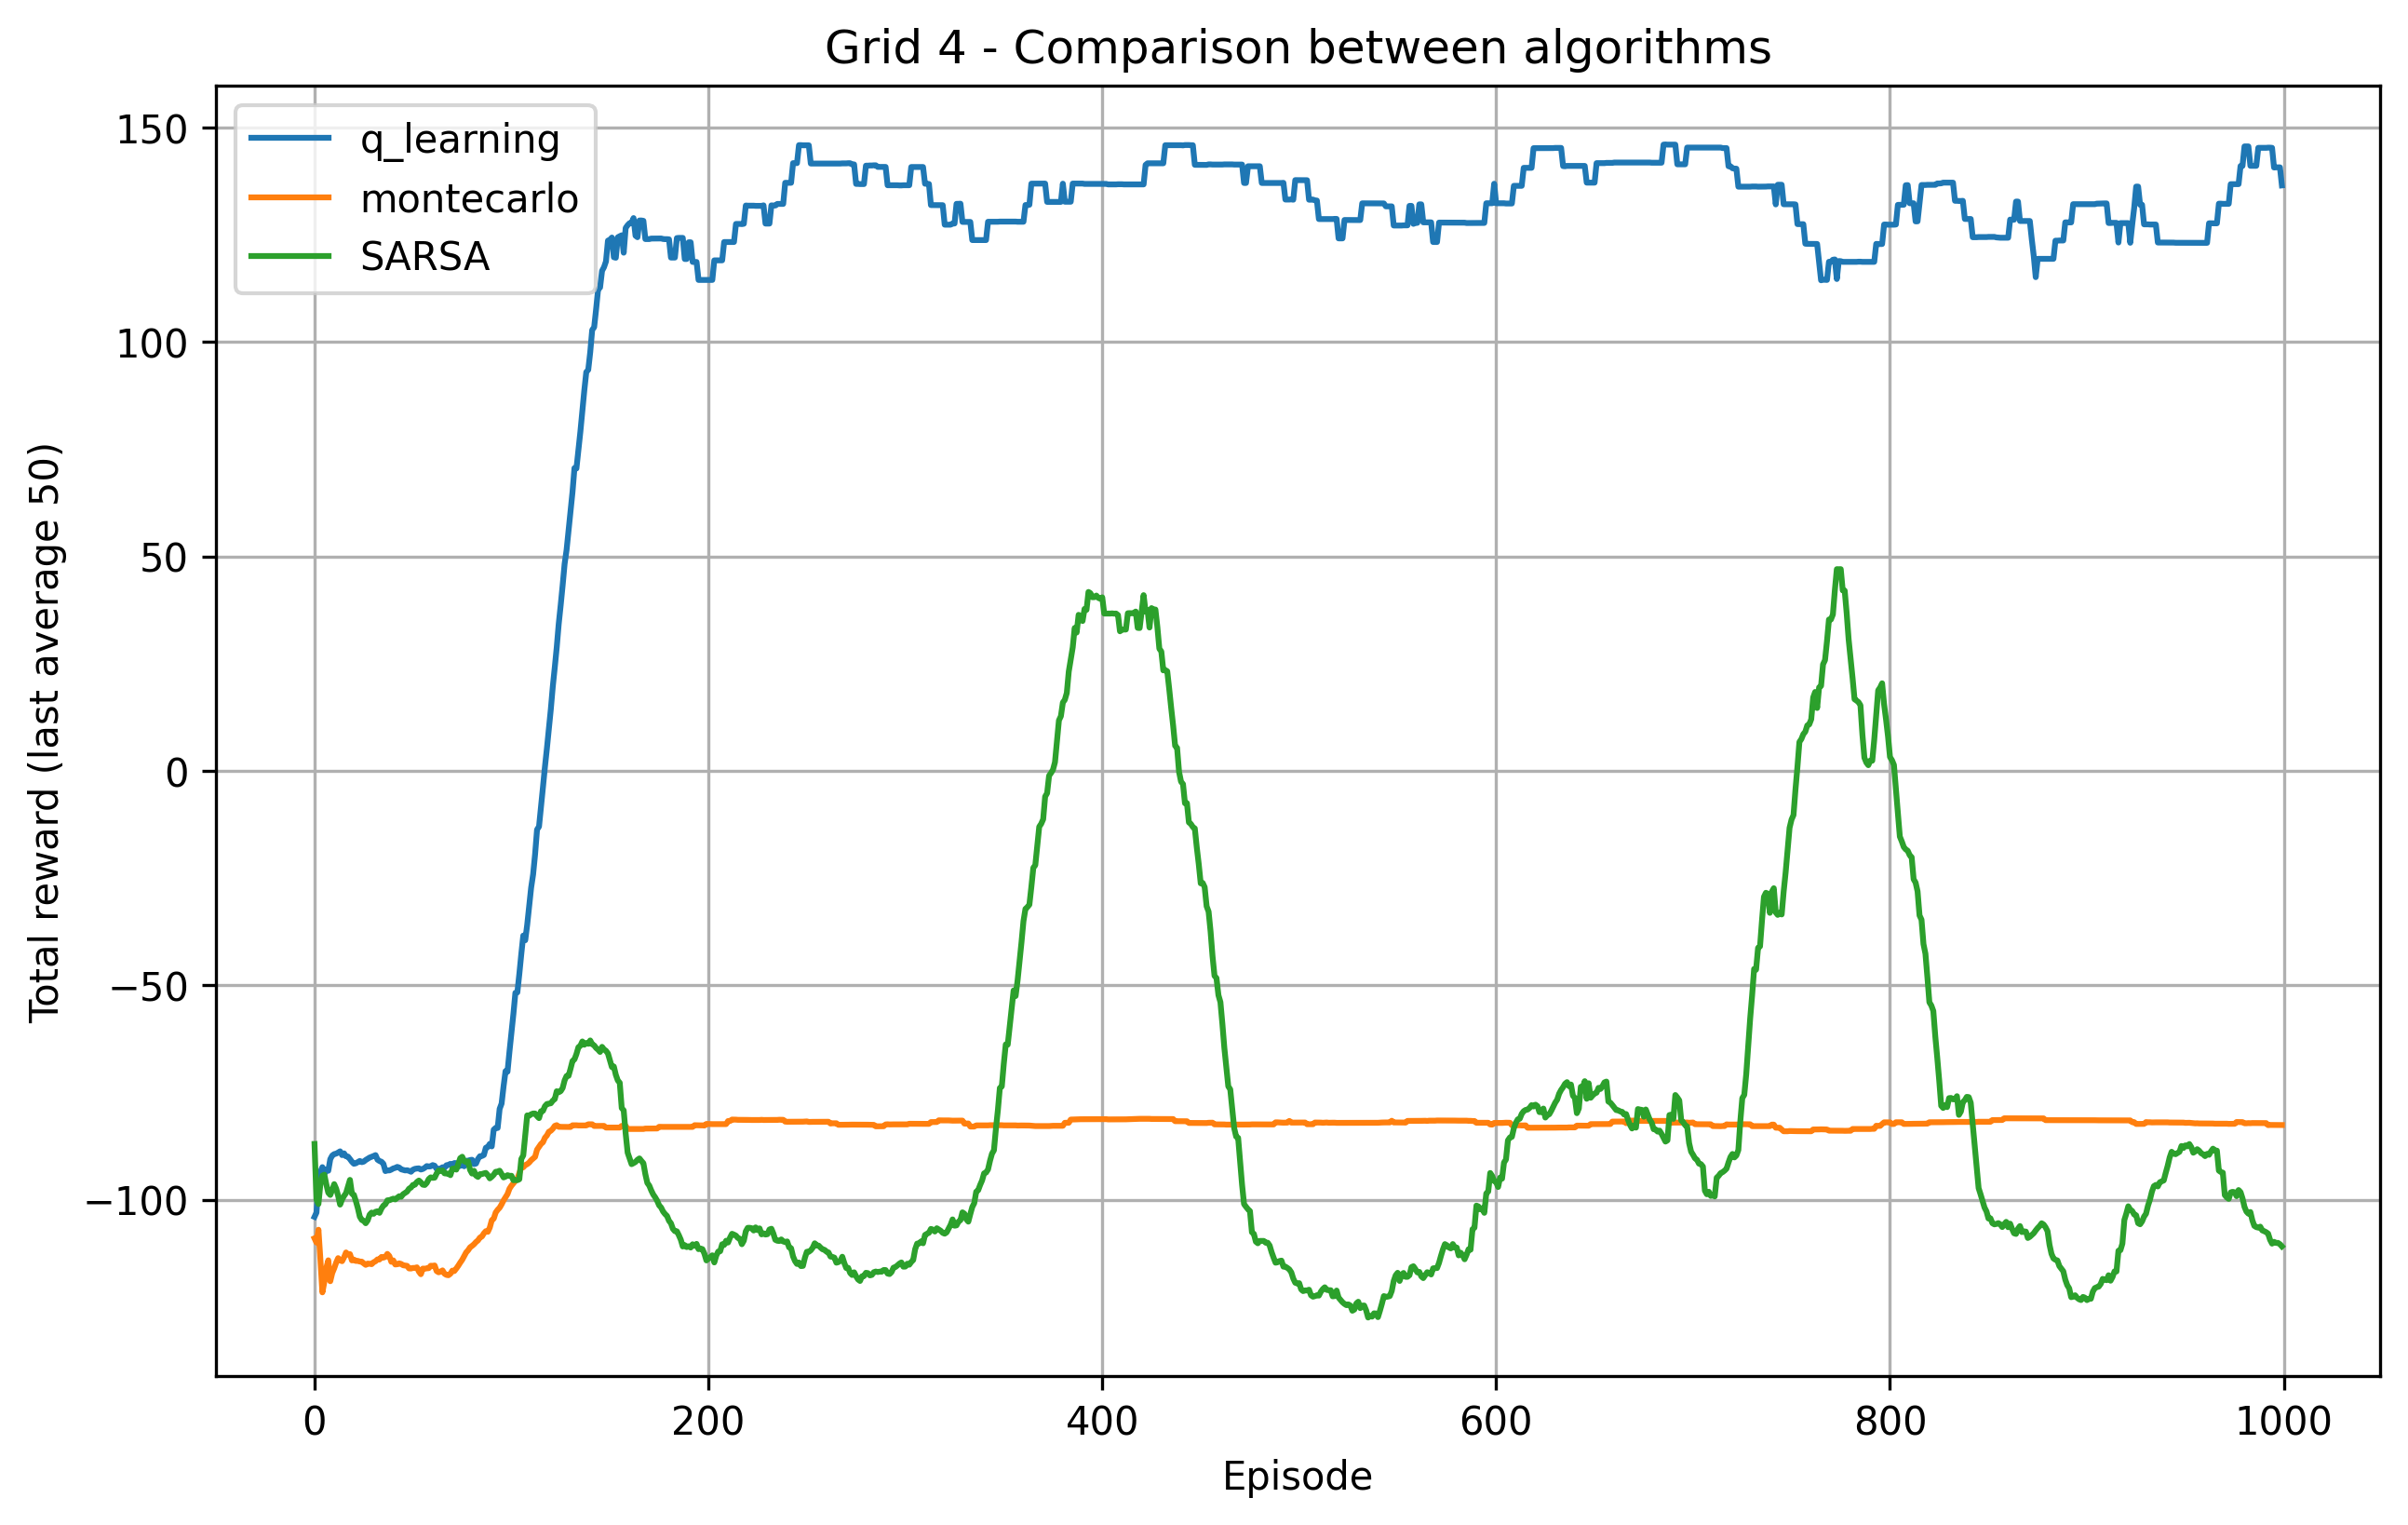 Grid 4 - Comparison between algorithms
q_learning
montecarlo
SARSA
Total reward (last average 50)
150
100
50
0
−50
−100
0 200 400 600 800 1000
Episode